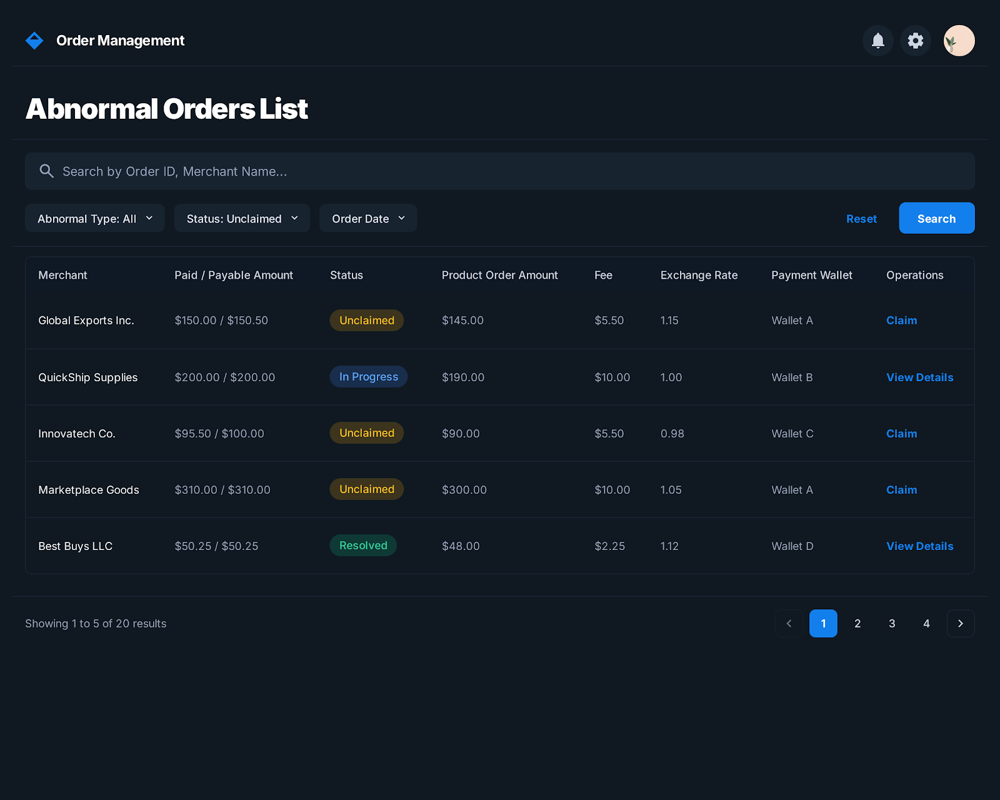 Order Management
Abnormal Orders List
Search by Order ID, Merchant Name...
Abnormal Type: All Status: Unclaimed Order Date Reset Search
Merchant Paid / Payable Amount Status Product Order Amount Fee Exchange Rate Payment Wallet Operations
Global Exports Inc. $150.00 / $150.50 Unclaimed $145.00 $5.50 1.15 Wallet A Claim
QuickShip Supplies $200.00 / $200.00 In Progress $190.00 $10.00 1.00 Wallet B View Details
Innovatech Co. $95.50 / $100.00 Unclaimed $90.00 $5.50 0.98 Wallet C Claim
Marketplace Goods $310.00 / $310.00 Unclaimed $300.00 $10.00 1.05 Wallet A Claim
Best Buys LLC $50.25 / $50.25 Resolved $48.00 $2.25 1.12 Wallet D View Details
Showing 1 to 5 of 20 results 1 2 3 4